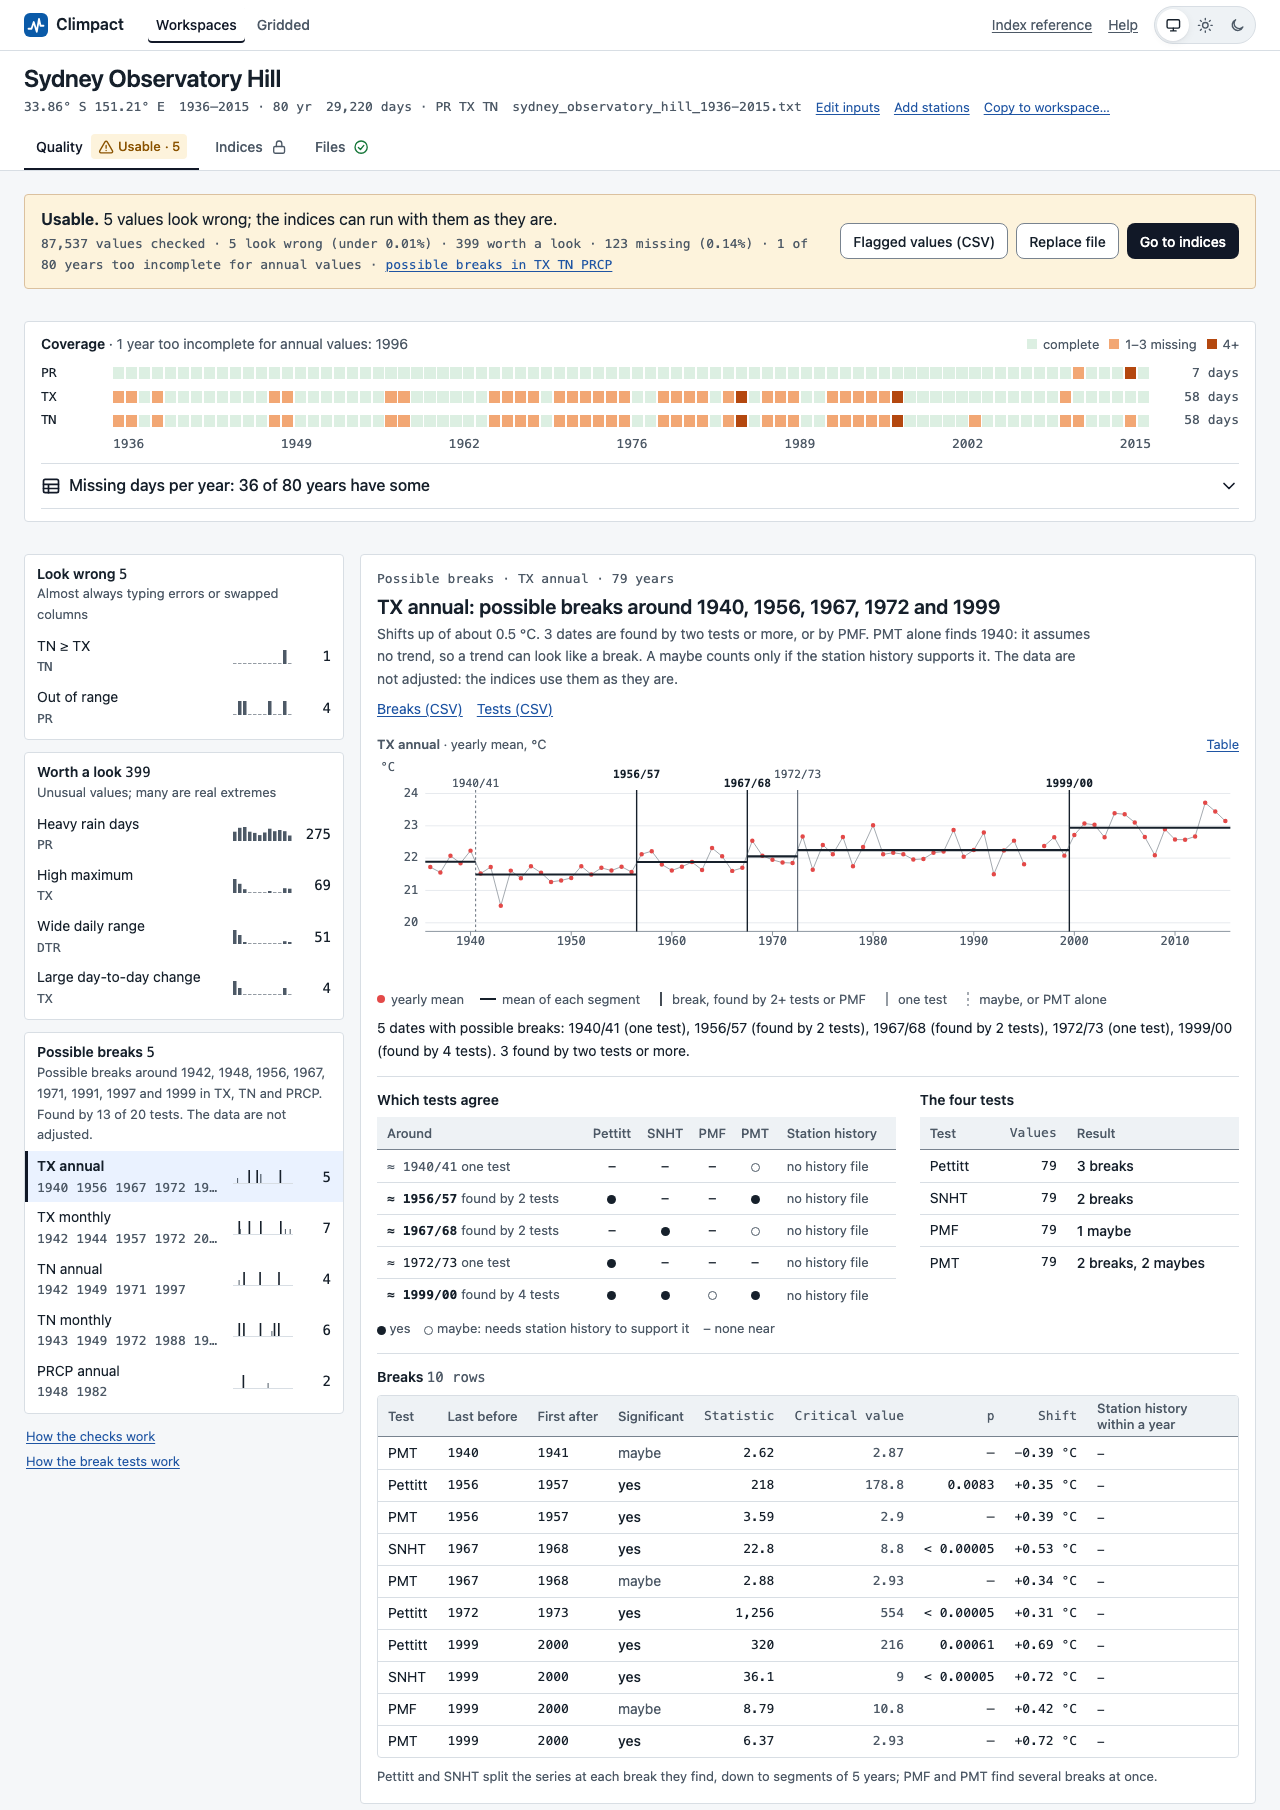 Climpact
Workspaces
Gridded
Index reference
Help
Sydney Observatory Hill
33.86° S 151.21° E 1936–2015 · 80 yr 29,220 days · PR TX TN sydney_observatory_hill_1936–2015.txt Edit inputs Add stations Copy to workspace…
Quality Usable · 5 Indices Files
Usable. 5 values look wrong; the indices can run with them as they are.
87,537 values checked · 5 look wrong (under 0.01%) · 399 worth a look · 123 missing (0.14%) · 1 of
80 years too incomplete for annual values · possible breaks in TX TN PRCP
Flagged values (CSV) Replace file Go to indices
Coverage · 1 year too incomplete for annual values: 1996
complete 1–3 missing 4+
PR 7 days
TX 58 days
TN 58 days
1936 1949 1962 1976 1989 2002 2015
Missing days per year: 36 of 80 years have some
Look wrong 5
Almost always typing errors or swapped
columns
TN ≥ TX
TN
1
Out of range
PR
4
Worth a look 399
Unusual values; many are real extremes
Heavy rain days
PR
275
High maximum
TX
69
Wide daily range
DTR
51
Large day-to-day change
TX
4
Possible breaks 5
Possible breaks around 1942, 1948, 1956, 1967,
1971, 1991, 1997 and 1999 in TX, TN and PRCP.
Found by 13 of 20 tests. The data are not
adjusted.
TX annual
1940 1956 1967 1972 19…
5
TX monthly
1942 1944 1957 1972 20…
7
TN annual
1942 1949 1971 1997
4
TN monthly
1943 1949 1972 1988 19…
6
PRCP annual
1948 1982
2
How the checks work
How the break tests work
Possible breaks · TX annual · 79 years
TX annual: possible breaks around 1940, 1956, 1967, 1972 and 1999
Shifts up of about 0.5 °C. 3 dates are found by two tests or more, or by PMF. PMT alone finds 1940: it assumes
no trend, so a trend can look like a break. A maybe counts only if the station history supports it. The data are
not adjusted: the indices use them as they are.
Breaks (CSV) Tests (CSV)
TX annual · yearly mean, °C
Table
°C
1940/41 1956/57 1967/68 1972/73 1999/00
24
23
22
21
20
1940 1950 1960 1970 1980 1990 2000 2010
yearly mean mean of each segment break, found by 2+ tests or PMF one test maybe, or PMT alone
5 dates with possible breaks: 1940/41 (one test), 1956/57 (found by 2 tests), 1967/68 (found by 2 tests), 1972/73 (one test), 1999/00
(found by 4 tests). 3 found by two tests or more.
Which tests agree
Around Pettitt SNHT PMF PMT Station history
≈ 1940/41 one test – – – ○ no history file
≈ 1956/57 found by 2 tests ● – – ● no history file
≈ 1967/68 found by 2 tests – ● – ○ no history file
≈ 1972/73 one test ● – – – no history file
≈ 1999/00 found by 4 tests ● ● ○ ● no history file
● yes ○ maybe: needs station history to support it – none near
The four tests
Test Values Result
Pettitt 79 3 breaks
SNHT 79 2 breaks
PMF 79 1 maybe
PMT 79 2 breaks, 2 maybes
Breaks 10 rows
Test Last before First after Significant Statistic Critical value p Shift Station history
within a year
PMT 1940 1941 maybe 2.62 2.87 – −0.39 °C –
Pettitt 1956 1957 yes 218 178.8 0.0083 +0.35 °C –
PMT 1956 1957 yes 3.59 2.9 – +0.39 °C –
SNHT 1967 1968 yes 22.8 8.8 < 0.00005 +0.53 °C –
PMT 1967 1968 maybe 2.88 2.93 – +0.34 °C –
Pettitt 1972 1973 yes 1,256 554 < 0.00005 +0.31 °C –
Pettitt 1999 2000 yes 320 216 0.00061 +0.69 °C –
SNHT 1999 2000 yes 36.1 9 < 0.00005 +0.72 °C –
PMF 1999 2000 maybe 8.79 10.8 – +0.42 °C –
PMT 1999 2000 yes 6.37 2.93 – +0.72 °C –
Pettitt and SNHT split the series at each break they find, down to segments of 5 years; PMF and PMT find several breaks at once.